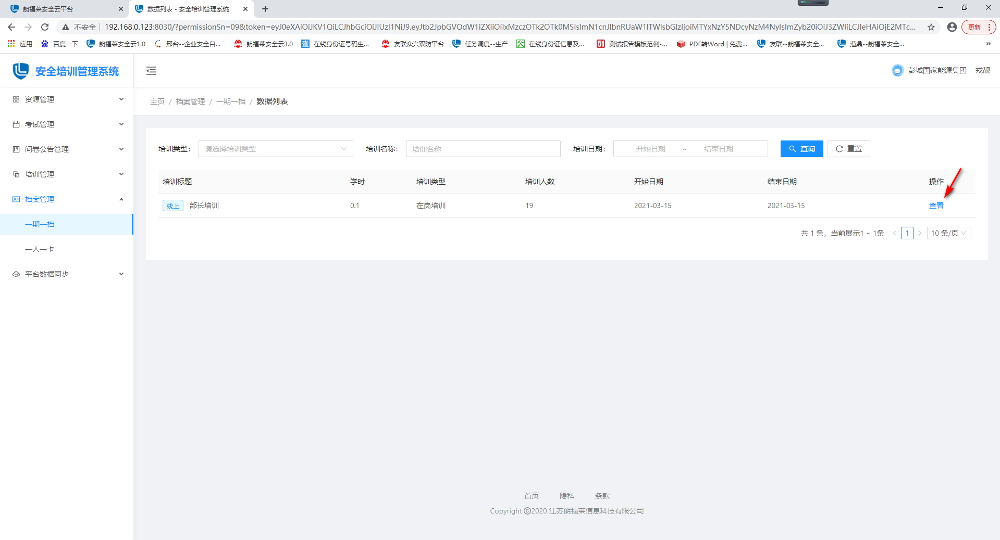 朗福莱安全云平台
数据列表 - 安全培训管理系统
不安全
192.168.0.123:8030/?permissionSn=09&token=eyJ0eXAiOiJKV1QiLCJhbGciOiJIUzI1NiJ9.eyJtb2JpbGVOdW1iZXIiOiIxMzczOTk2OTk0MSIsImN1cnJlbnRUaW1lTWlsbGlzIjoiMTYxNzY5NDcyNzM4NyIsImZyb20iOiJ3ZWIiLCJleHAiOjE2MTc...
更新
应用
百度一下
朗福莱安全云1.0
邢台--企业安全自...
朗福莱安全云3.0
在线身份证号码生...
友联众兴双防平台
任务调度--生产
在线身份证信息及...
测试报告模板范例-...
PDF转Word | 免费...
友联--朗福莱安全...
蕴鼎--朗福莱安全...
»
安全培训管理系统
彭城国家能源集团
戎靓
资源管理
考试管理
问卷公告管理
培训管理
档案管理
一期一档
一人一卡
平台数据同步
主页 / 档案管理 / 一期一档 / 数据列表
培训类型: 请选择培训类型
培训名称: 培训名称
培训日期: 开始日期 ~ 结束日期
查询
重置
培训标题 学时 培训类型 培训人数 开始日期 结束日期 操作
线上 部长培训 0.1 在岗培训 19 2021-03-15 2021-03-15 查看
共 1 条，当前展示1 ~ 1条 < 1 > 10 条/页
首页 隐私 条款
Copyright ©2020 江苏朗福莱信息科技有限公司